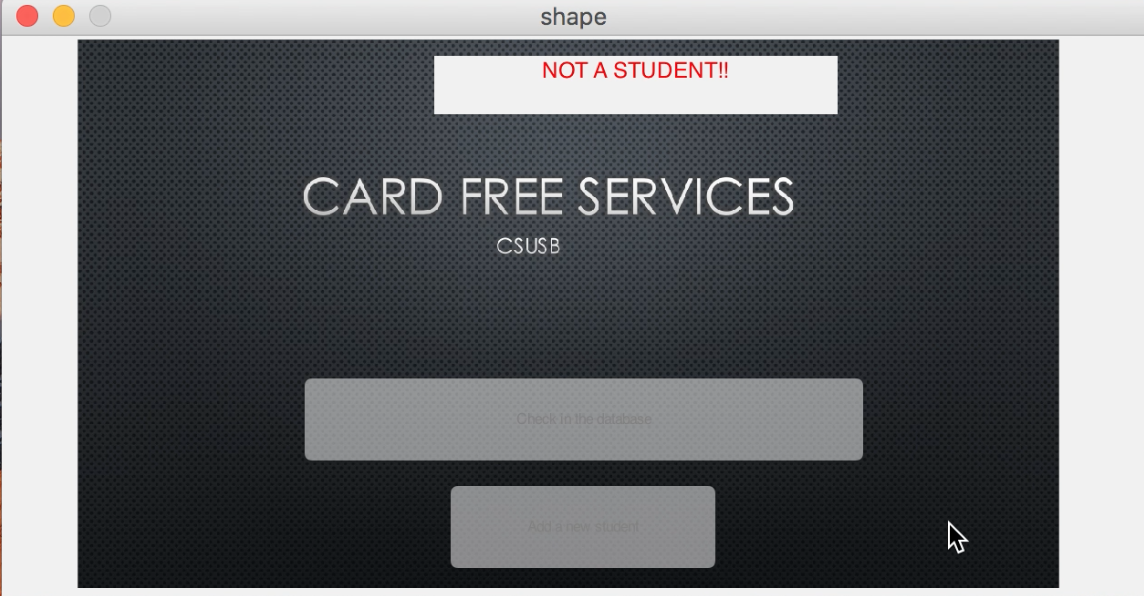 shape
NOT A STUDENT!!
CARD FREE SERVICES
CSUSB
Check in the database
Add a new student